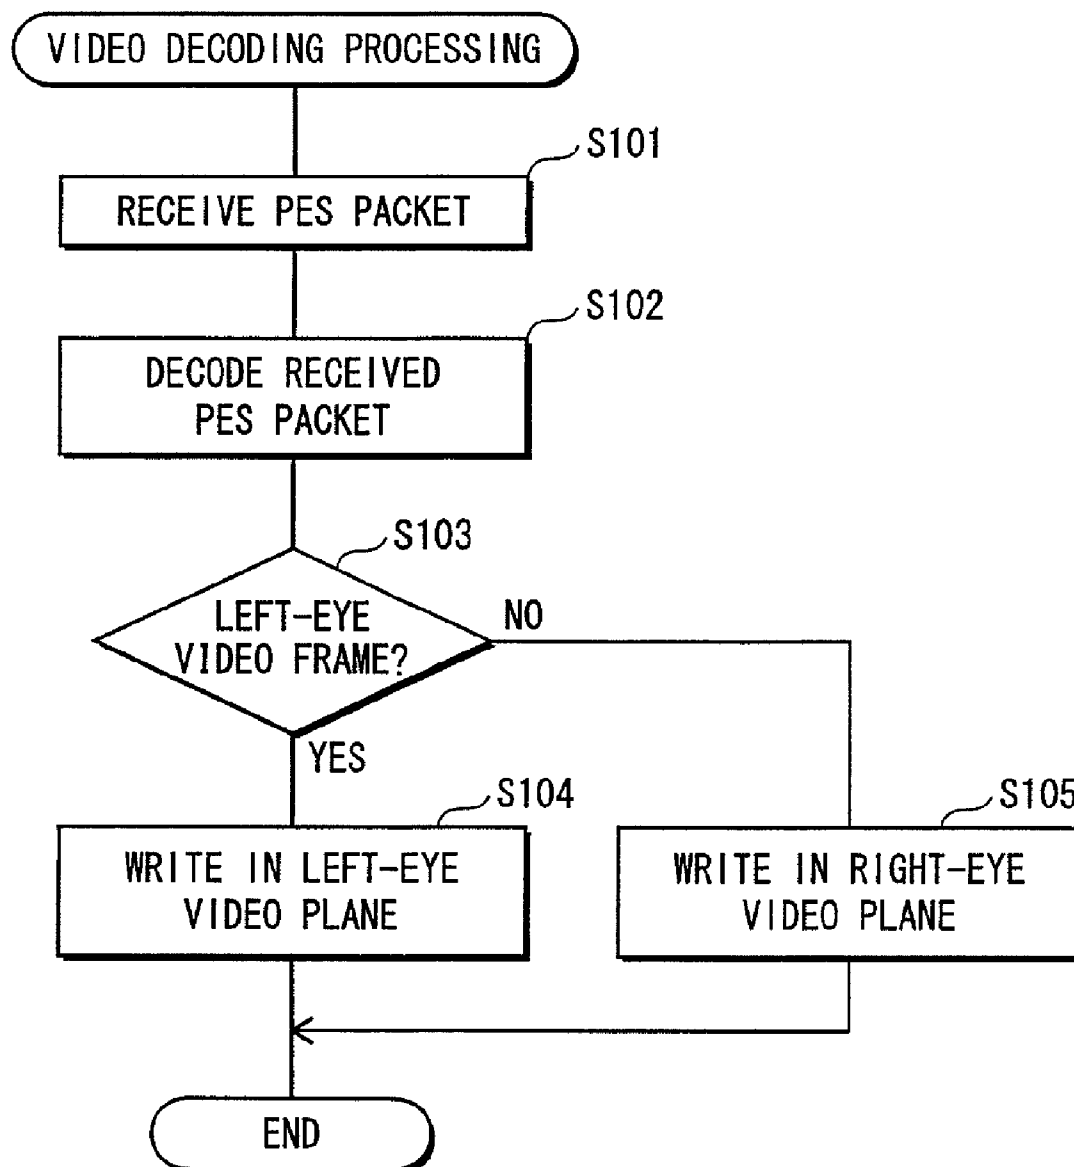 VIDEO DECODING PROCESSING
S101
RECEIVE PES PACKET
S102
DECODE RECEIVED
PES PACKET
S103
LEFT-EYE
VIDEO FRAME?
NO
YES
S104
WRITE IN LEFT-EYE
VIDEO PLANE
S105
WRITE IN RIGHT-EYE
VIDEO PLANE
END